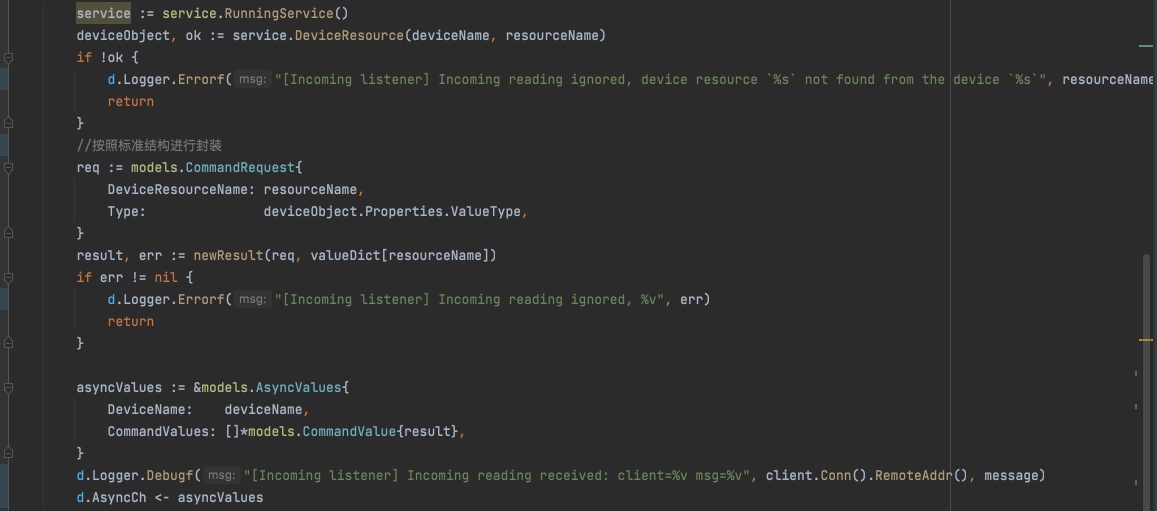 service := service.RunningService()
deviceObject, ok := service.DeviceResource(deviceName, resourceName)
if !ok {
d.Logger.Errorf( msg: "[Incoming listener] Incoming reading ignored, device resource `%s` not found from the device `%s`", resourceName
return
}
//按照标准结构进行封装
req := models.CommandRequest{
DeviceResourceName: resourceName,
Type: deviceObject.Properties.ValueType,
}
result, err := newResult(req, valueDict[resourceName])
if err != nil {
d.Logger.Errorf( msg: "[Incoming listener] Incoming reading ignored, %v", err)
return
}
asyncValues := &models.AsyncValues{
DeviceName: deviceName,
CommandValues: []*models.CommandValue{result},
}
d.Logger.Debugf( msg: "[Incoming listener] Incoming reading received: client=%v msg=%v", client.Conn().RemoteAddr(), message)
d.AsyncCh <- asyncValues